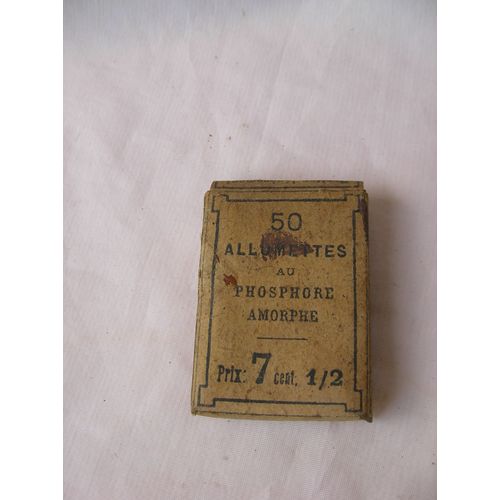 50
ALLUMETTES
AU
PHOSPHORE
AMORPHE
Prix: 7 cent. 1/2